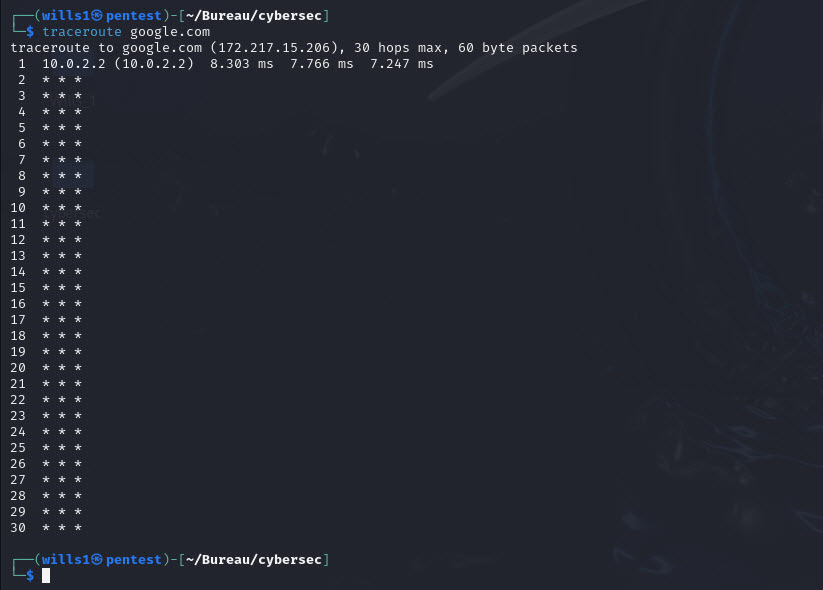 ┌──(wills1㉿pentest)-[~/Bureau/cybersec]
└─$ traceroute google.com
traceroute to google.com (172.217.15.206), 30 hops max, 60 byte packets
 1  10.0.2.2 (10.0.2.2)  8.303 ms  7.766 ms  7.247 ms
 2  * * *
 3  * * *
 4  * * *
 5  * * *
 6  * * *
 7  * * *
 8  * * *
 9  * * *
10  * * *
11  * * *
12  * * *
13  * * *
14  * * *
15  * * *
16  * * *
17  * * *
18  * * *
19  * * *
20  * * *
21  * * *
22  * * *
23  * * *
24  * * *
25  * * *
26  * * *
27  * * *
28  * * *
29  * * *
30  * * *
┌──(wills1㉿pentest)-[~/Bureau/cybersec]
└─$